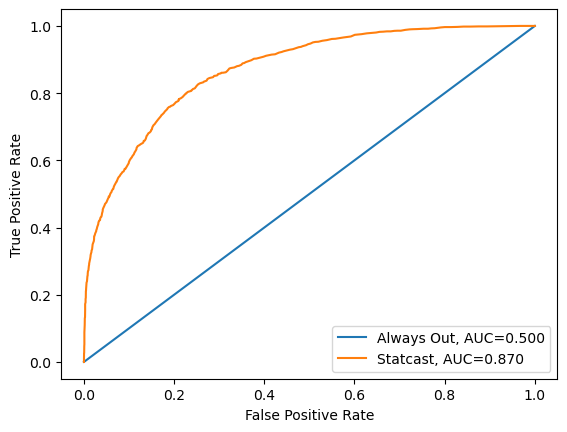 1.0
0.8
0.6
0.4
0.2
0.0
True Positive Rate
0.0 0.2 0.4 0.6 0.8 1.0
False Positive Rate
Always Out, AUC=0.500
Statcast, AUC=0.870